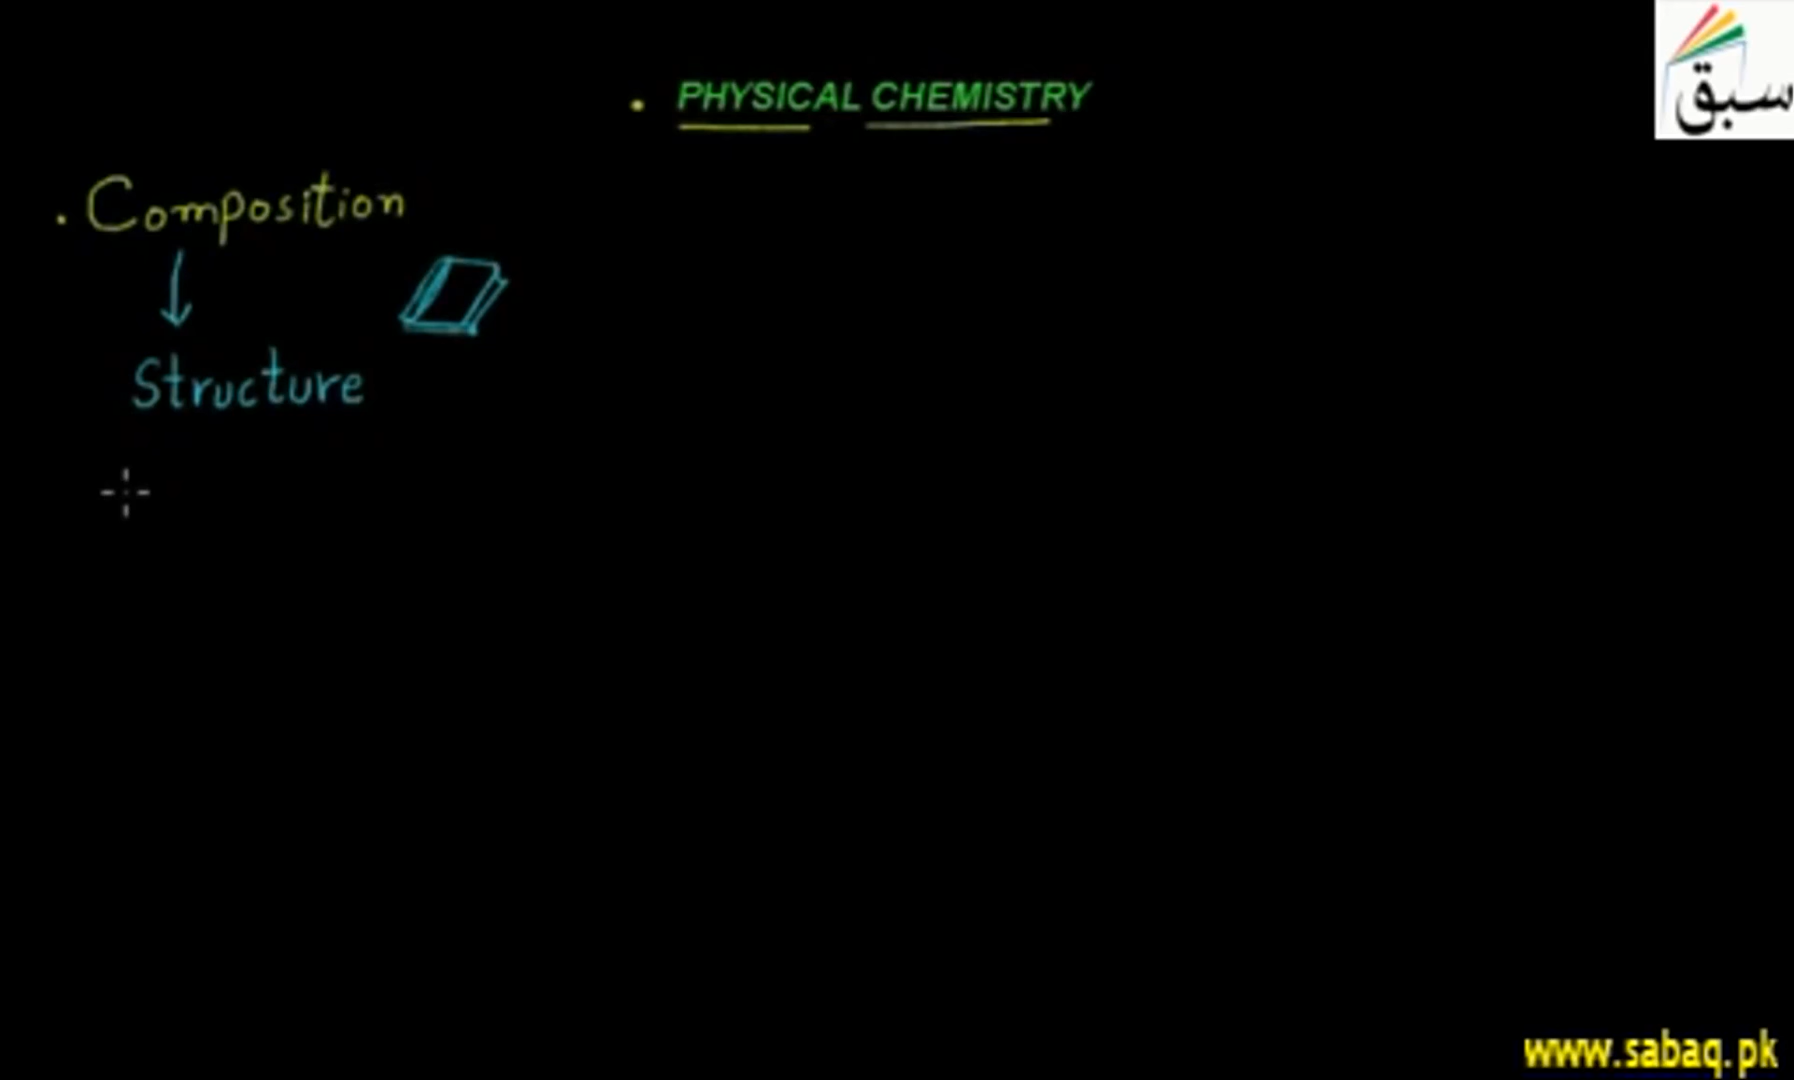 • PHYSICAL CHEMISTRY
سبق
. Composition
Structure
www.sabaq.pk